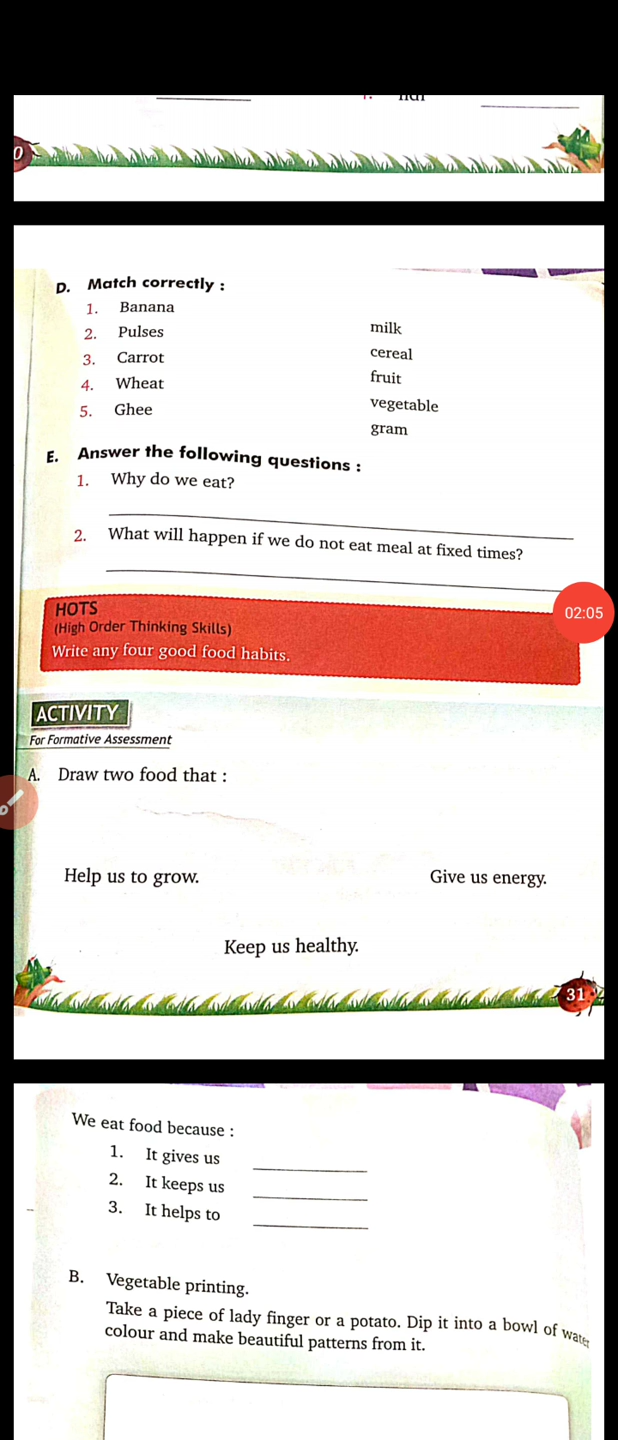 0
D. Match correctly :
1. Banana
2. Pulses
milk
3. Carrot
cereal
4. Wheat
fruit
5. Ghee
vegetable
gram
E. Answer the following questions :
1. Why do we eat?
2. What will happen if we do not eat meal at fixed times?
02:05
HOTS
(High Order Thinking Skills)
Write any four good food habits.
ACTIVITY
For Formative Assessment
A. Draw two food that :
Help us to grow.
Give us energy.
Keep us healthy.
31
We eat food because :
1. It gives us
2. It keeps us
3. It helps to
B. Vegetable printing.
Take a piece of lady finger or a potato. Dip it into a bowl of water
colour and make beautiful patterns from it.